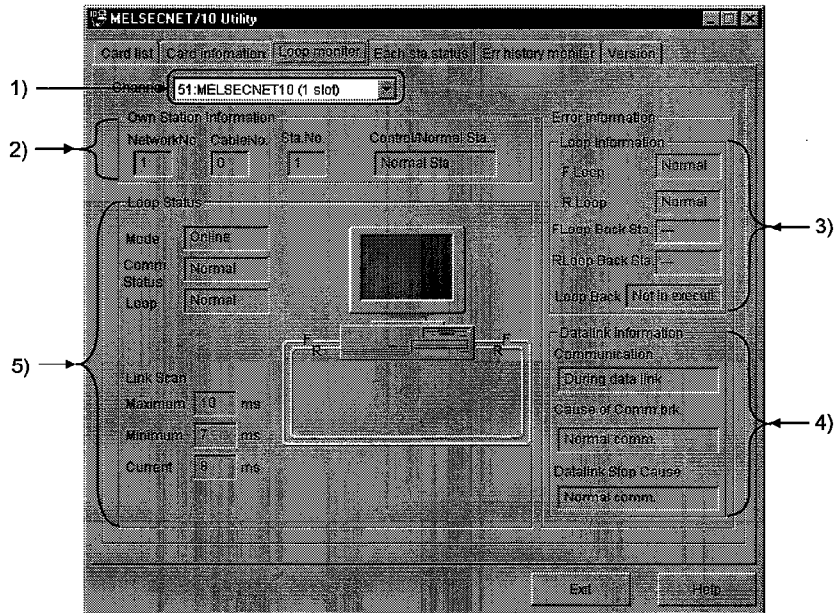 MELSECNET/10 Utility
Card list Card infomation Loop moniter Each sta.status Err history moniter Version
1)
Channel 51:MELSECNET10 (1 slot)
2)
Own Station Information
NetworkNo. CableNo. Sta.No Control/Normal Sta.
1 0 1 Normal Sta.
Error Information
Loop Information
F Loop Normal
R Loop Normal
FLoop Back Sta. ---
RLoop Back Sta. ---
Loop Back Not in executi
3)
Datalink Information
Communication
During data link
Cause of Comm.brk.
Normal comm.
Datalink Stop Cause
Normal comm.
4)
5)
Loop Status
Mode Online
Comm. Status Normal
Loop Normal
F R F R
Link Scan
Maximum 10 ms
Minimum 7 ms
Current 8 ms
Exit Help